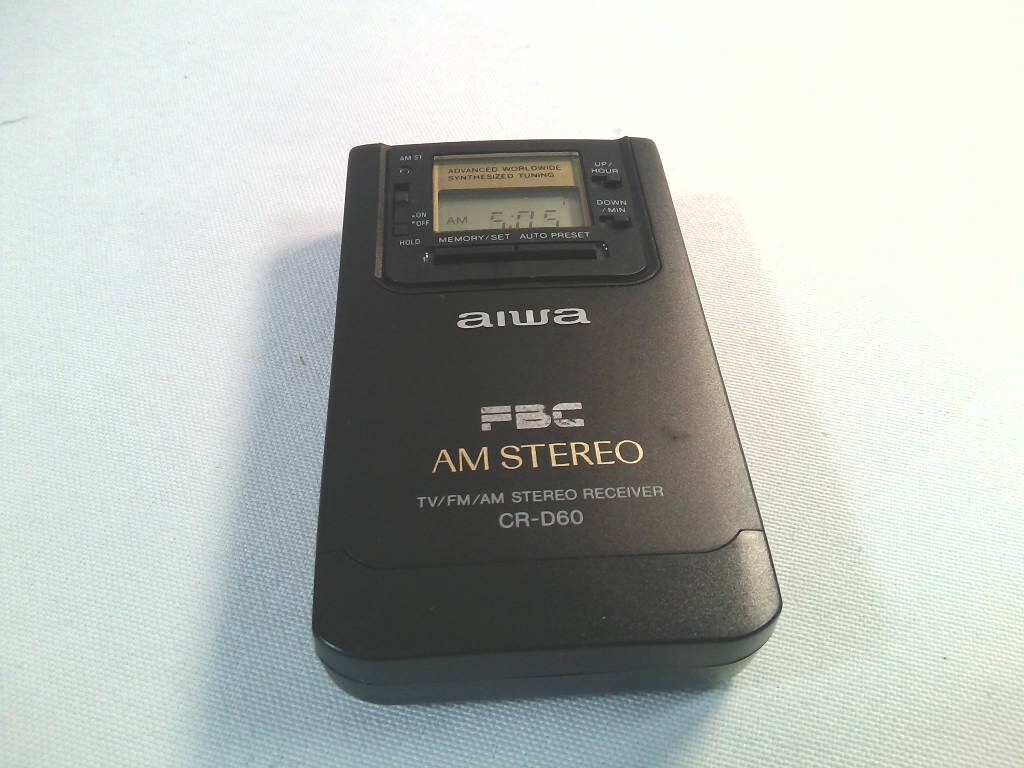 AM ST
ADVANCED WORLDWIDE
SYNTHESIZED TUNING
UP/
HOUR
•ON
•OFF
AM 5:05
DOWN
/MIN
HOLD
MEMORY/SET AUTO PRESET
aiwa
FBC
AM STEREO
TV/FM/AM STEREO RECEIVER
CR-D60